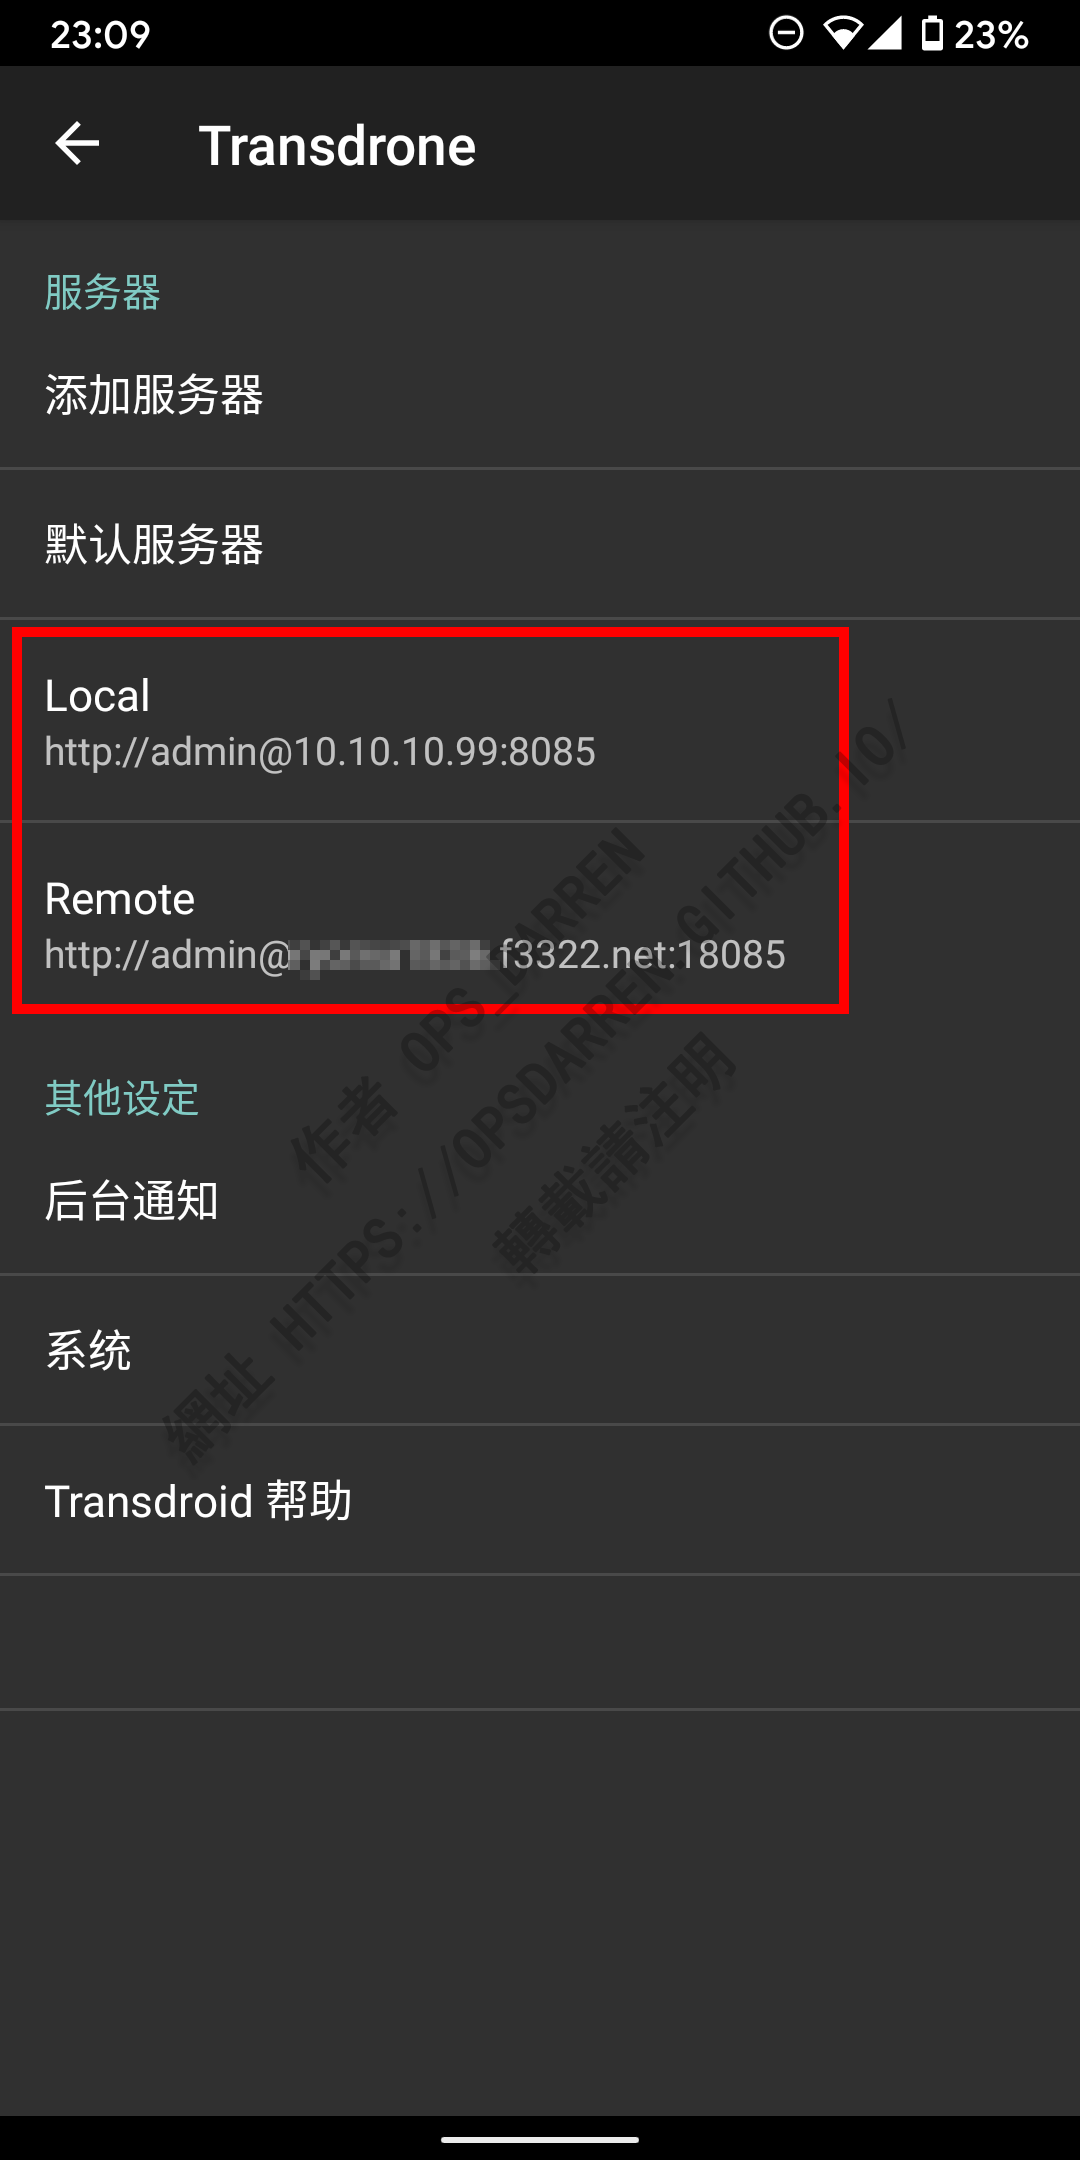 23:09
23%
Transdrone
服务器
添加服务器
默认服务器
Local
http://admin@10.10.10.99:8085
Remote
http://admin@ f3322.net:18085
其他设定
后台通知
系统
Transdroid 帮助
作者 OPS_DARREN
網址 HTTPS://OPSDARREN.GITHUB.IO/
轉載請注明